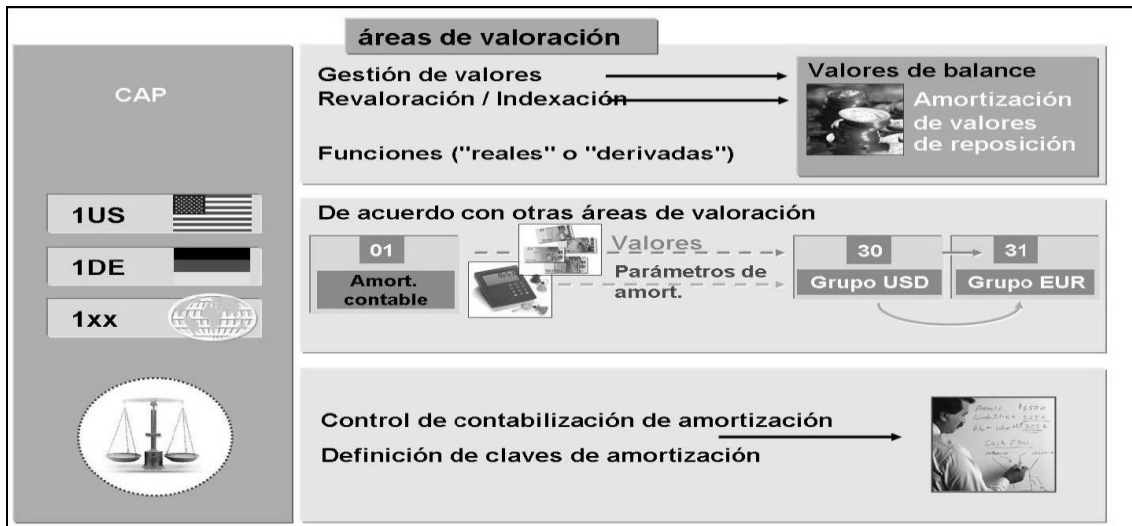 áreas de valoración
CAP
1US
1DE
1xx
Gestión de valores
Revaloración / Indexación
Funciones ("reales" o "derivadas")
Valores de balance
Amortización
de valores
de reposición
De acuerdo con otras áreas de valoración
01
Amort.
contable
Valores
Parámetros de
amort.
30
Grupo USD
31
Grupo EUR
Control de contabilización de amortización
Definición de claves de amortización
Cash Flow